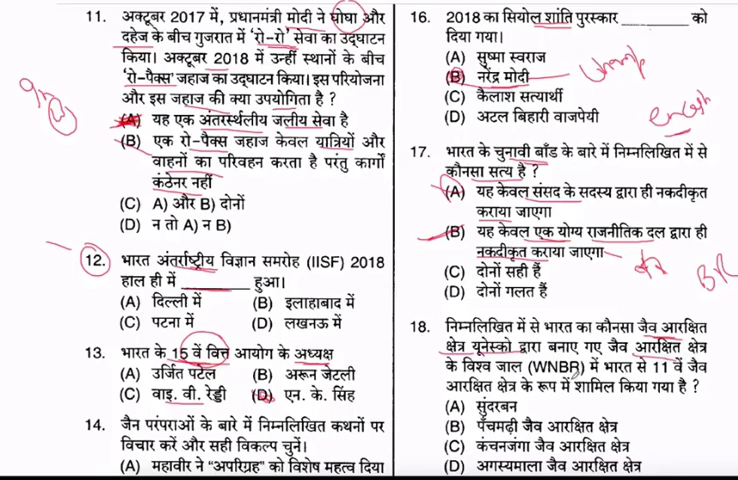 11. अक्टूबर 2017 में, प्रधानमंत्री मोदी ने घोघा और
दहेज के बीच गुजरात में 'रो-रो' सेवा का उद्घाटन
किया। अक्टूबर 2018 में उन्हीं स्थानों के बीच
'रो-पैक्स' जहाज का उद्घाटन किया। इस परियोजना
और इस जहाज की क्या उपयोगिता है ?
(A) यह एक अंतरर्स्थलीय जलीय सेवा है
(B) एक रो-पैक्स जहाज केवल यात्रियों और
वाहनों का परिवहन करता है परंतु कार्गो
कंठेनर नहीं
(C) A) और B) दोनों
(D) न तो A) न B)
12. भारत अंतर्राष्ट्रीय विज्ञान समरोह (IISF) 2018
हाल ही में ________ हुआ।
(A) दिल्ली में (B) इलाहाबाद में
(C) पटना में (D) लखनऊ में
13. भारत के 15 वें वित्त आयोग के अध्यक्ष
(A) उर्जित पटेल (B) अरून जेटली
(C) वाइ. वी. रेड्डी (D) एन. के. सिंह
14. जैन परंपराओं के बारे में निम्नलिखित कथनों पर
विचार करें और सही विकल्प चुनें।
(A) महावीर ने "अपरिग्रह" को विशेष महत्व दिया
16. 2018 का सियोल शांति पुरस्कार ________ को
दिया गया।
(A) सुष्मा स्वराज
(B) नरेंद्र मोदी
(C) कैलाश सत्यार्थी
(D) अटल बिहारी वाजपेयी
17. भारत के चुनावी बाँड के बारे में निम्नलिखित में से
कौनसा सत्य है ?
(A) यह केवल संसद के सदस्य द्वारा ही नकदीकृत
कराया जाएगा
(B) यह केवल एक योग्य राजनीतिक दल द्वारा ही
नकदीकृत कराया जाएगा
(C) दोनों सही हैं
(D) दोनों गलत हैं
18. निम्नलिखित में से भारत का कौनसा जैव आरक्षित
क्षेत्र यूनेस्को द्वारा बनाए गए जैव आरक्षित क्षेत्र
के विश्व जाल (WNBR) में भारत से 11 वें जैव
आरक्षित क्षेत्र के रूप में शामिल किया गया है ?
(A) सुंदरबन
(B) पँचमढ़ी जैव आरक्षित क्षेत्र
(C) कंचनजंगा जैव आरक्षित क्षेत्र
(D) अगस्यमाला जैव आरक्षित क्षेत्र